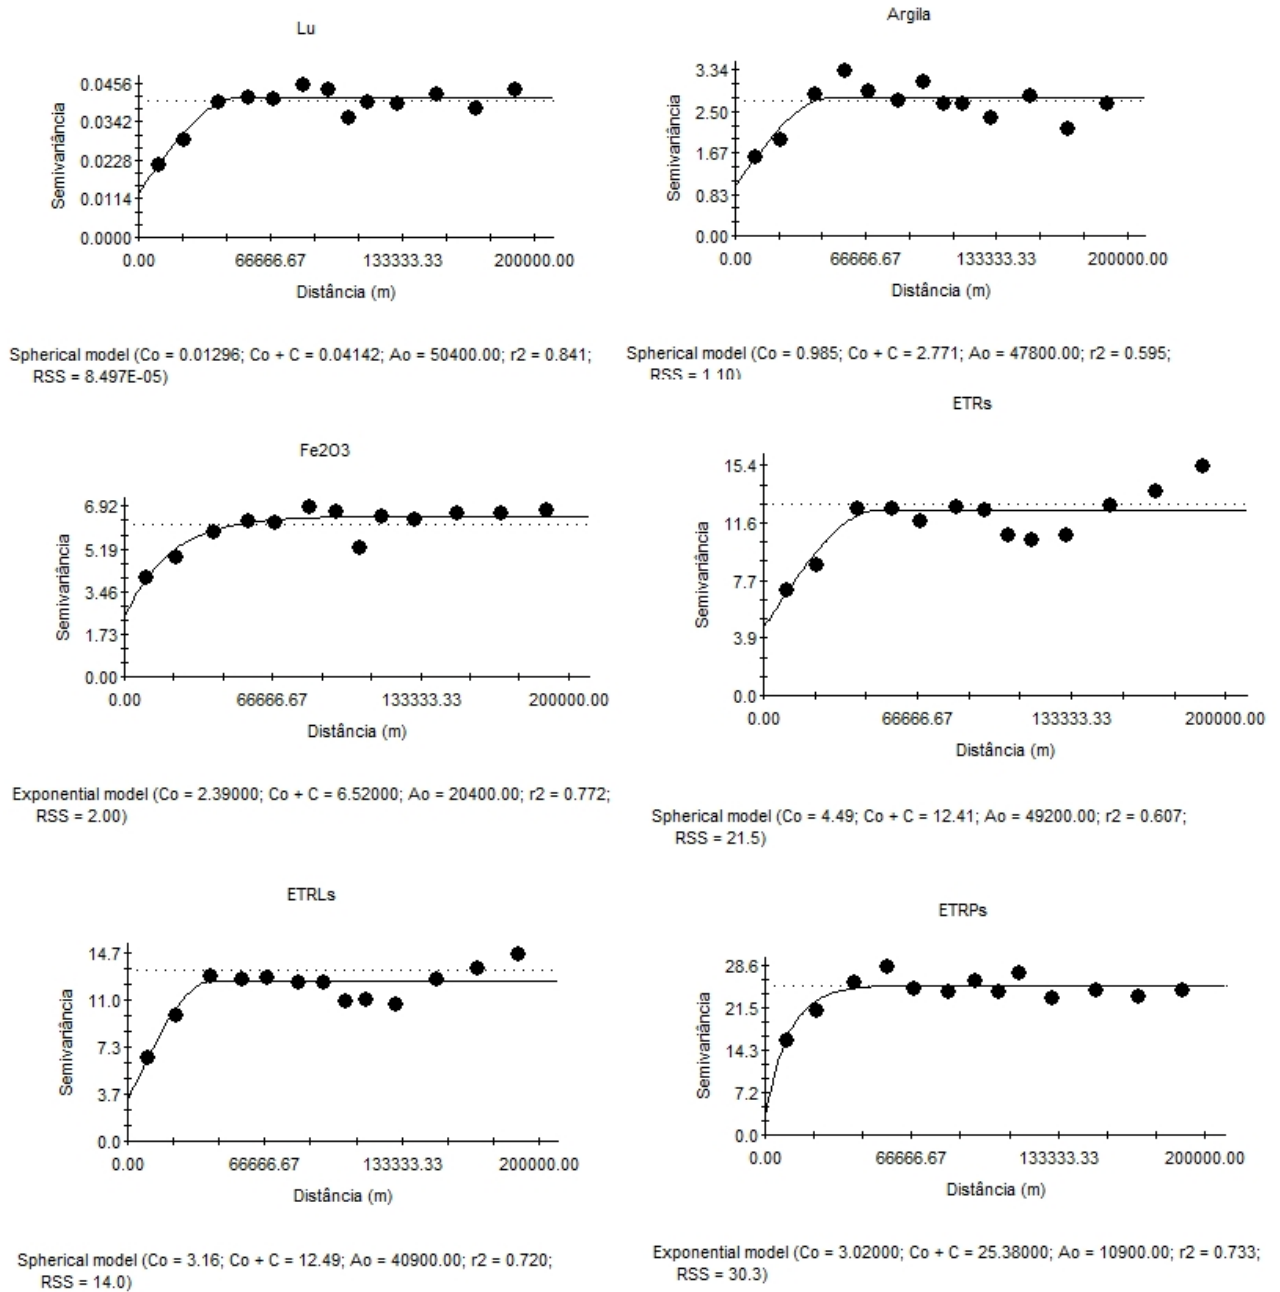 Lu
0.0456
0.0342
0.0228
0.0114
0.0000
Semivariância
0.00 66666.67 133333.33 200000.00
Distância (m)
Spherical model (Co = 0.01296; Co + C = 0.04142; Ao = 50400.00; r2 = 0.841;
RSS = 8.497E-05)
Argila
3.34
2.50
1.67
0.83
0.00
Semivariância
0.00 66666.67 133333.33 200000.00
Distância (m)
Spherical model (Co = 0.985; Co + C = 2.771; Ao = 47800.00; r2 = 0.595;
RSS = 1.10)
Fe2O3
6.92
5.19
3.46
1.73
0.00
Semivariância
0.00 66666.67 133333.33 200000.00
Distância (m)
Exponential model (Co = 2.39000; Co + C = 6.52000; Ao = 20400.00; r2 = 0.772;
RSS = 2.00)
ETRs
15.4
11.6
7.7
3.9
0.0
Semivariância
0.00 66666.67 133333.33 200000.00
Distância (m)
Spherical model (Co = 4.49; Co + C = 12.41; Ao = 49200.00; r2 = 0.607;
RSS = 21.5)
ETRLs
14.7
11.0
7.3
3.7
0.0
Semivariância
0.00 66666.67 133333.33 200000.00
Distância (m)
Spherical model (Co = 3.16; Co + C = 12.49; Ao = 40900.00; r2 = 0.720;
RSS = 14.0)
ETRPs
28.6
21.5
14.3
7.2
0.0
Semivariância
0.00 66666.67 133333.33 200000.00
Distância (m)
Exponential model (Co = 3.02000; Co + C = 25.38000; Ao = 10900.00; r2 = 0.733;
RSS = 30.3)